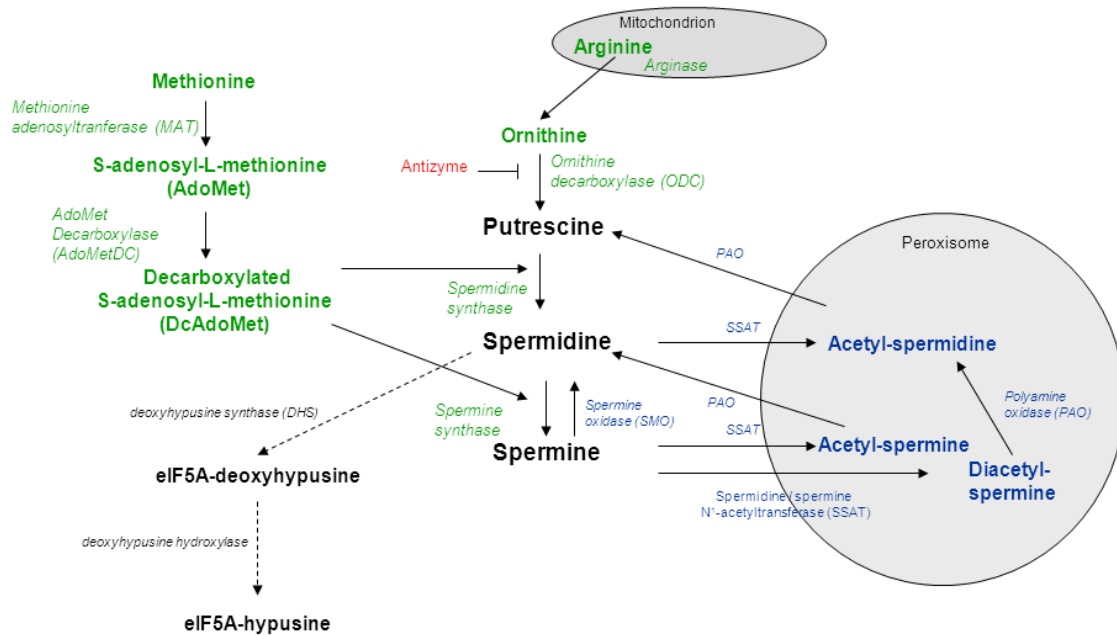 Mitochondrion
Arginine
Arginase
Methionine
Methionine
adenosyltranferase (MAT)
Ornithine
Antizyme
Ornithine
decarboxylase (ODC)
S-adenosyl-L-methionine
(AdoMet)
AdoMet
Decarboxylase
(AdoMetDC)
Putrescine
Peroxisome
PAO
Decarboxylated
S-adenosyl-L-methionine
(DcAdoMet)
Spermidine
synthase
Spermidine
SSAT
Acetyl-spermidine
deoxyhypusine synthase (DHS)
Spermine
synthase
Spermine
oxidase (SMO)
PAO
SSAT
Polyamine
oxidase (PAO)
Spermine
Acetyl-spermine
Diacetyl-
spermine
eIF5A-deoxyhypusine
Spermidine / spermine
N¹-acetyltransferase (SSAT)
deoxyhypusine hydroxylase
eIF5A-hypusine